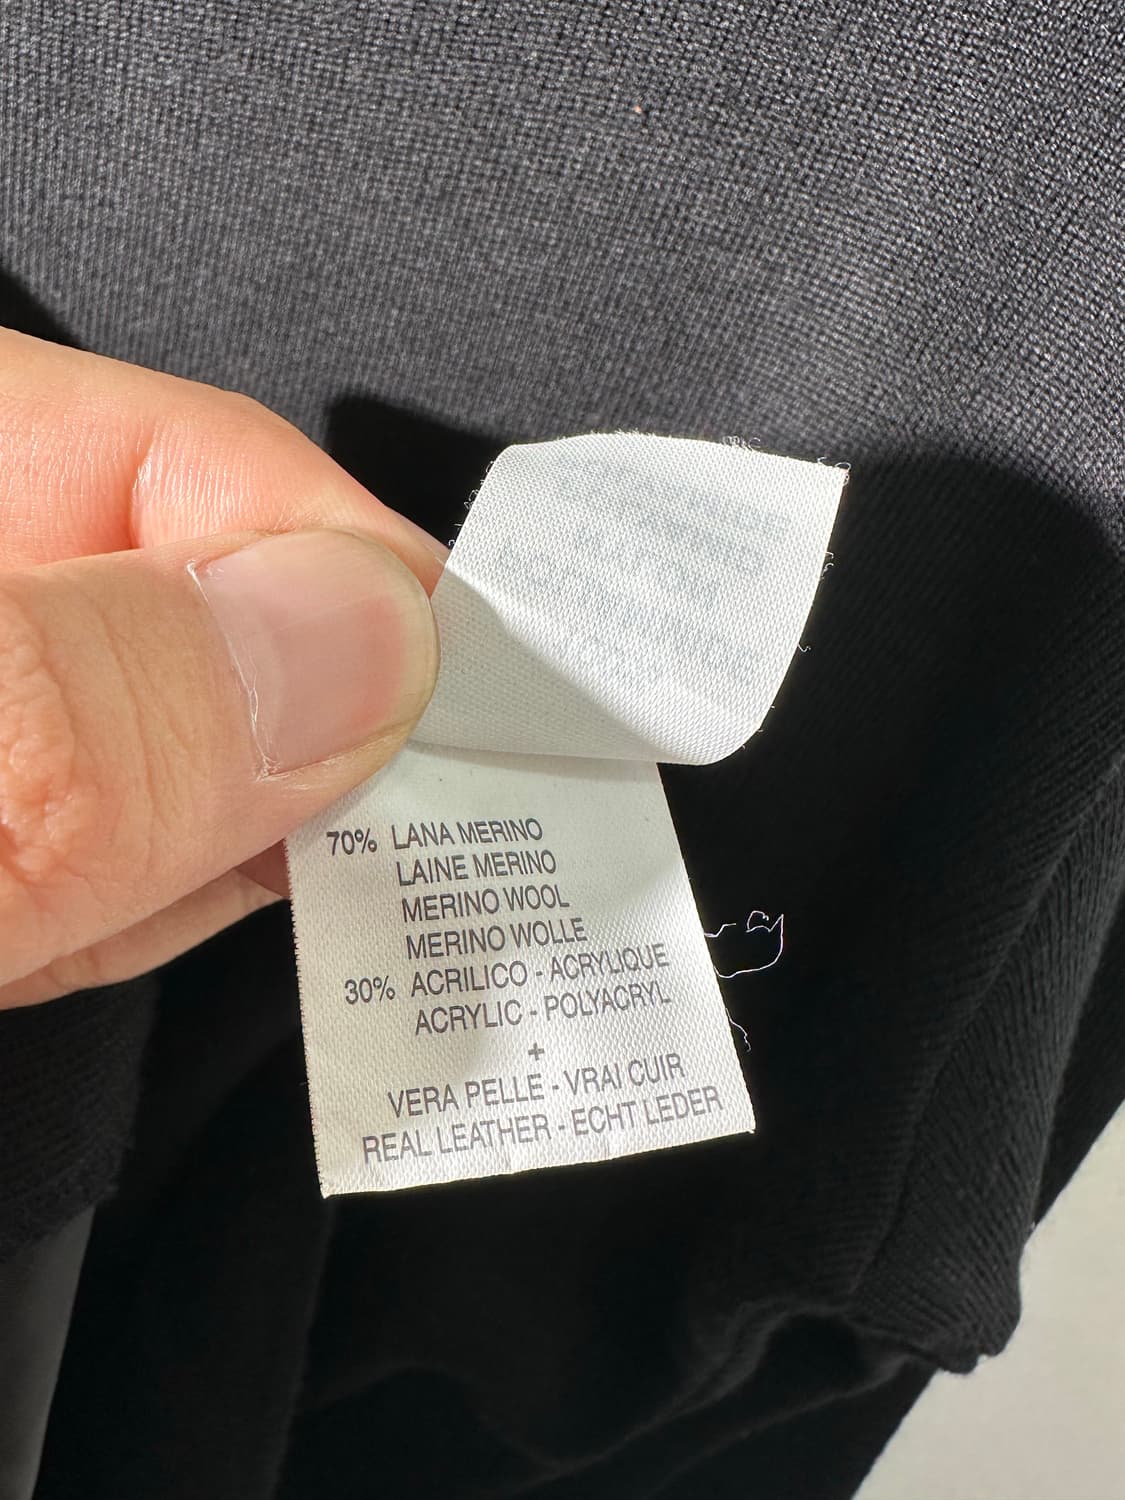 70% LANA MERINO
LAINE MERINO
MERINO WOOL
MERINO WOLLE
30% ACRILICO - ACRYLIQUE
ACRYLIC - POLYACRYL
+
VERA PELLE - VRAI CUIR
REAL LEATHER - ECHT LEDER